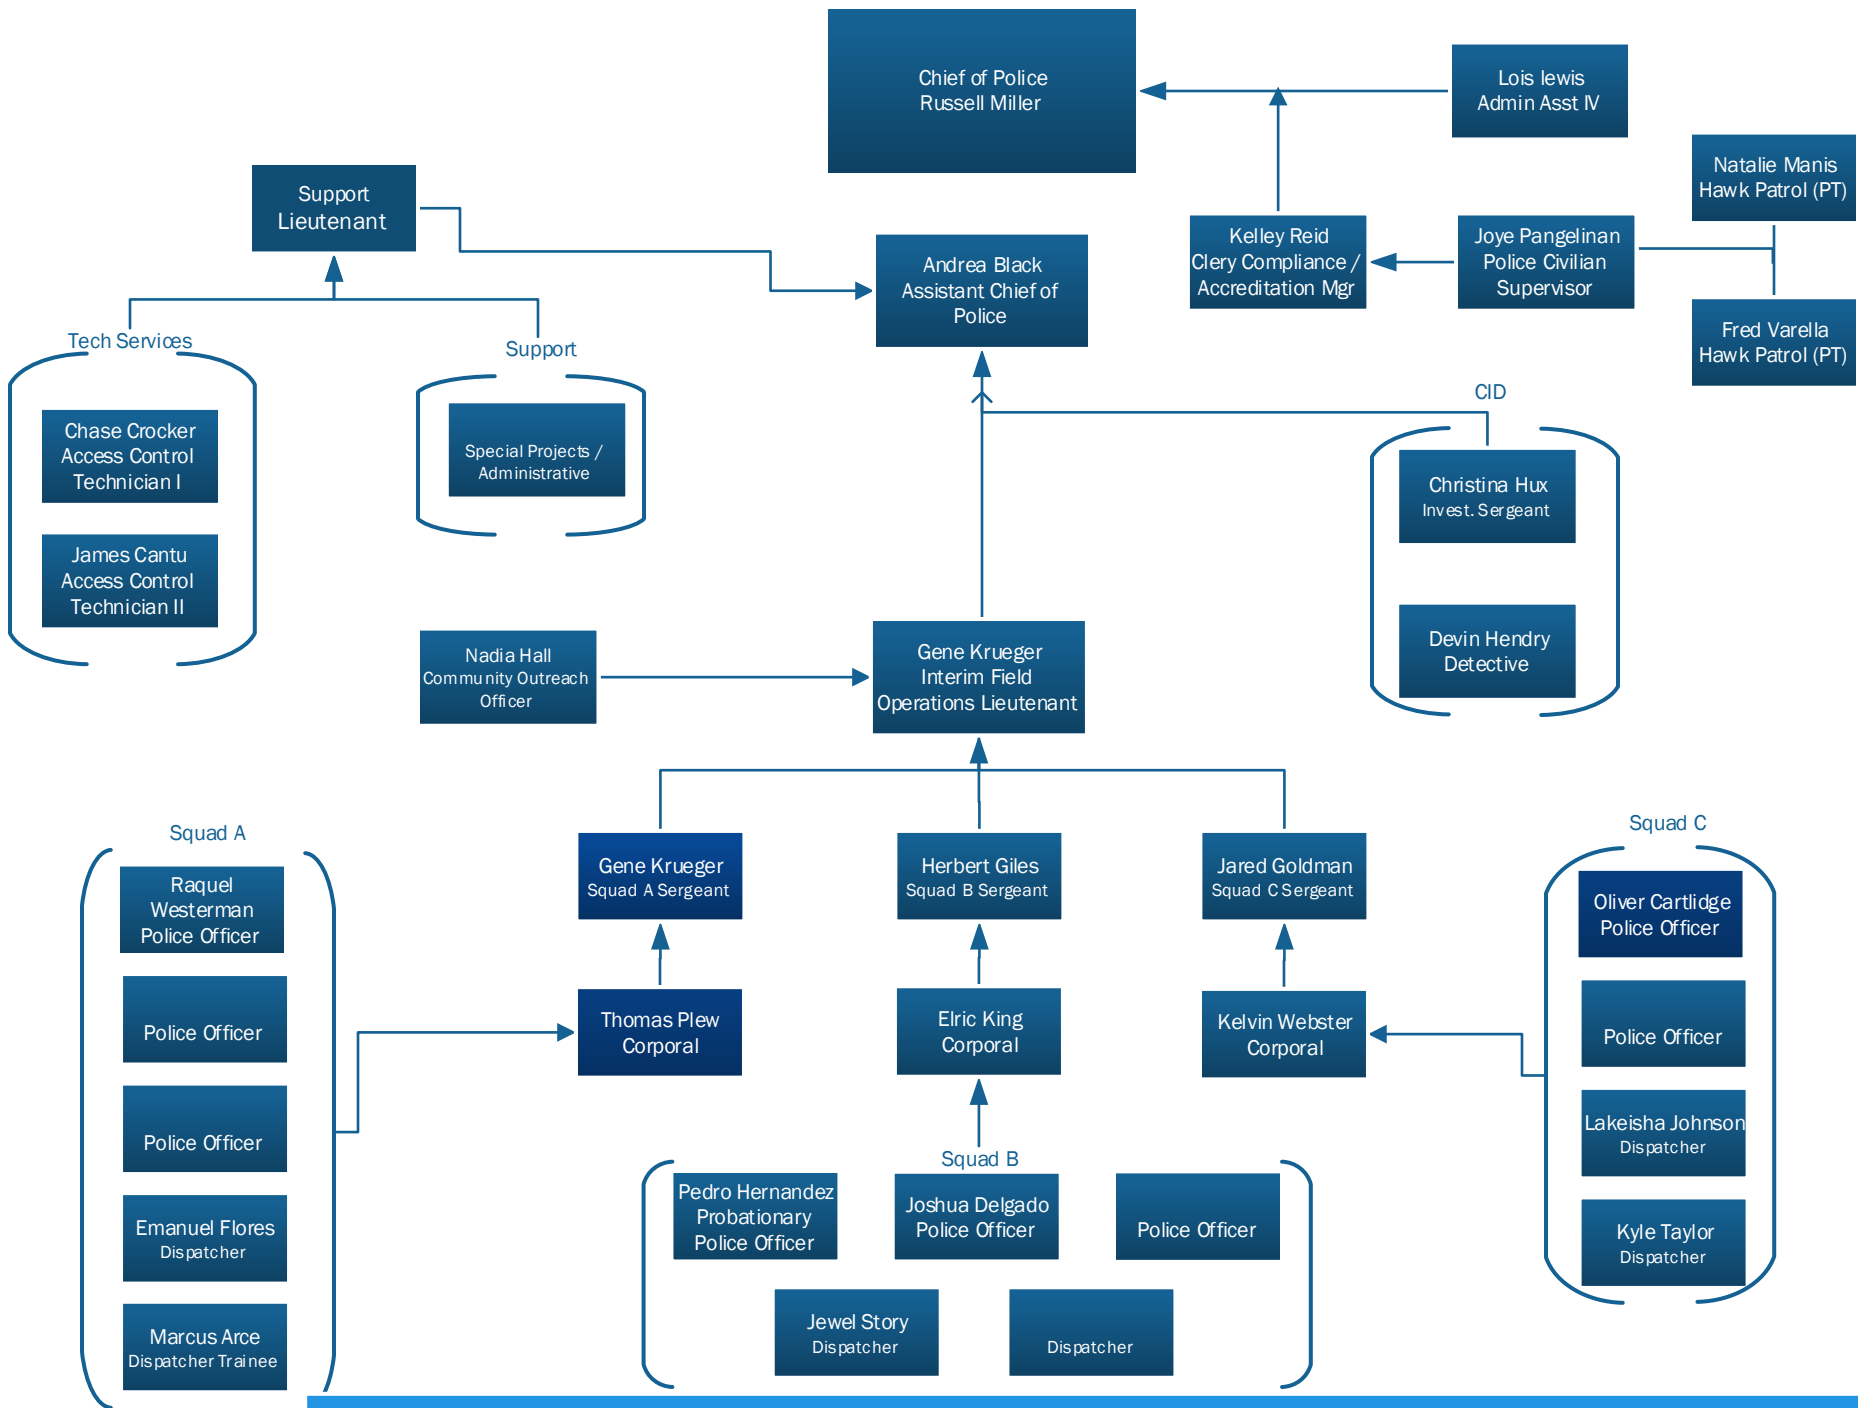 Chief of Police
Russell Miller
Lois lewis
Admin Asst IV
Natalie Manis
Hawk Patrol (PT)
Support
Lieutenant
Kelley Reid
Clery Compliance /
Accreditation Mgr
Joye Pangelinan
Police Civilian
Supervisor
Andrea Black
Assistant Chief of
Police
Fred Varella
Hawk Patrol (PT)
Tech Services
Support
CID
Chase Crocker
Access Control
Technician I
Special Projects /
Administrative
Christina Hux
Invest. Sergeant
James Cantu
Access Control
Technician II
Devin Hendry
Detective
Nadia Hall
Community Outreach
Officer
Gene Krueger
Interim Field
Operations Lieutenant
Squad A
Squad C
Gene Krueger
Squad A Sergeant
Herbert Giles
Squad B Sergeant
Jared Goldman
Squad C Sergeant
Raquel
Westerman
Police Officer
Oliver Cartlidge
Police Officer
Police Officer
Thomas Plew
Corporal
Elric King
Corporal
Kelvin Webster
Corporal
Police Officer
Police Officer
Lakeisha Johnson
Dispatcher
Squad B
Pedro Hernandez
Probationary
Police Officer
Joshua Delgado
Police Officer
Police Officer
Emanuel Flores
Dispatcher
Kyle Taylor
Dispatcher
Marcus Arce
Dispatcher Trainee
Jewel Story
Dispatcher
Dispatcher